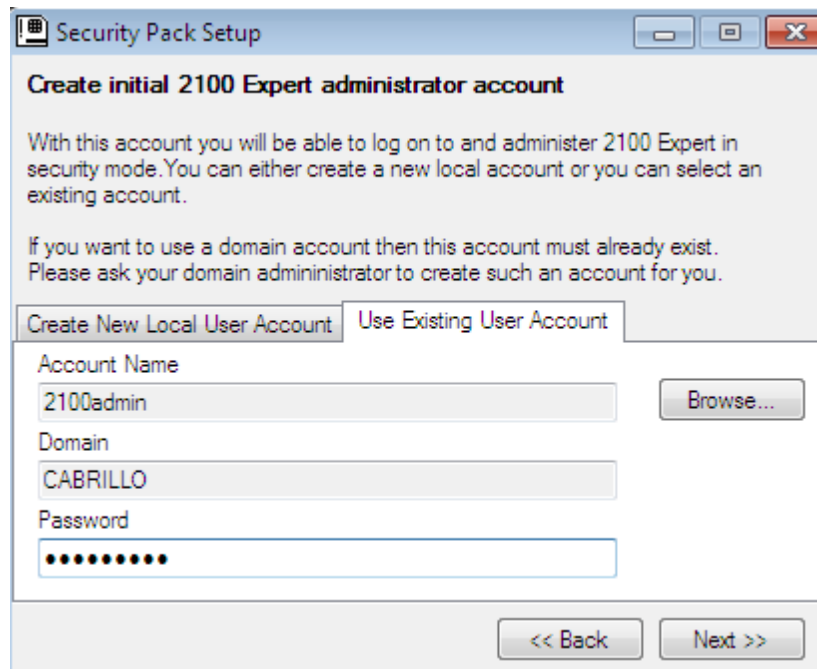 Security Pack Setup
Create initial 2100 Expert administrator account
With this account you will be able to log on to and administer 2100 Expert in
security mode.You can either create a new local account or you can select an
existing account.
If you want to use a domain account then this account must already exist.
Please ask your domain admininistrator to create such an account for you.
Create New Local User Account
Use Existing User Account
Account Name
2100admin
Browse...
Domain
CABRILLO
Password
•••••••••
<< Back
Next >>